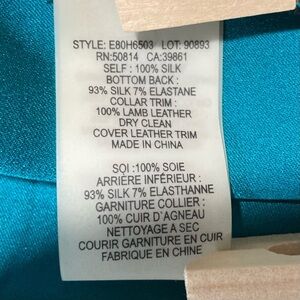 STYLE: E80H6503 LOT: 90893
RN:50814 CA:39861
SELF : 100% SILK
BOTTOM BACK :
93% SILK 7% ELASTANE
COLLAR TRIM :
100% LAMB LEATHER
DRY CLEAN
COVER LEATHER TRIM
MADE IN CHINA
SOI :100% SOIE
ARRIÈRE INFÉRIEUR :
93% SILK 7% ELASTHANNE
GARNITURE COLLIER :
100% CUIR D`AGNEAU
NETTOYAGE A SEC
COURIR GARNITURE EN CUIR
FABRIQUE EN CHINE